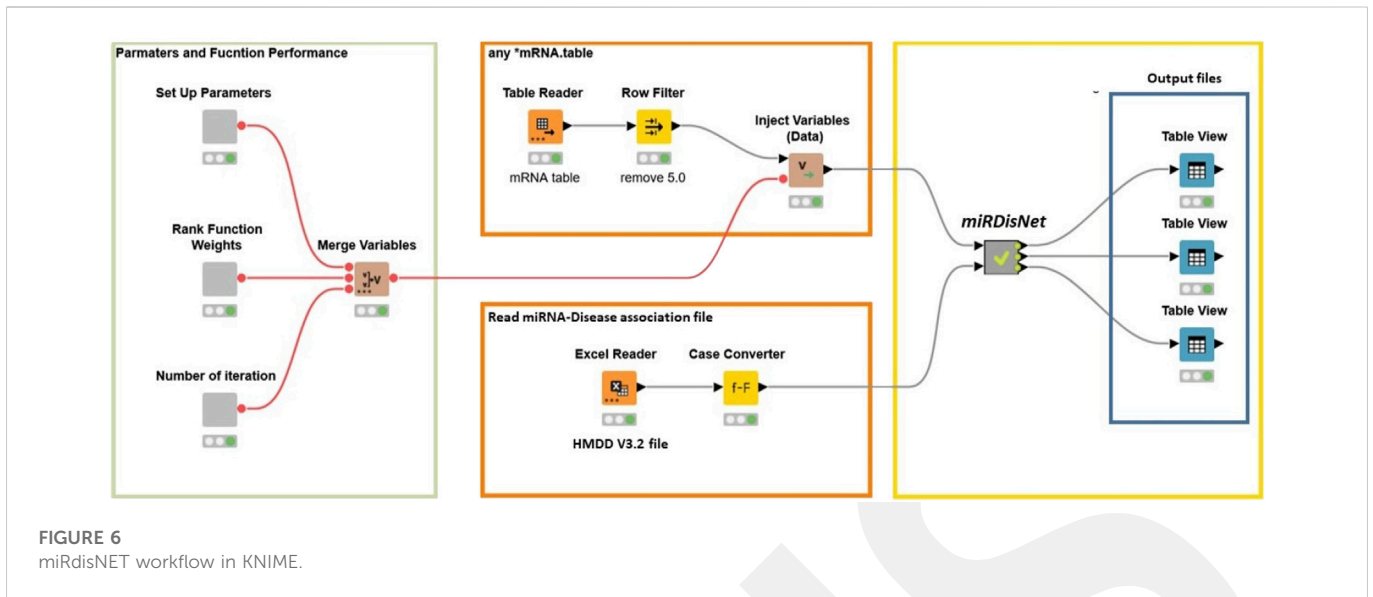 Parmaters and Fucntion Performance
Set Up Parameters
Rank Function
Weights
Merge Variables
Number of iteration
any *mRNA.table
Table Reader
Row Filter
Inject Variables
(Data)
mRNA table
remove 5.0
Read miRNA-Disease association file
Excel Reader
Case Converter
f-F
HMDD V3.2 file
miRDisNet
Output files
Table View
Table View
Table View
FIGURE 6
miRdisNET workflow in KNIME.